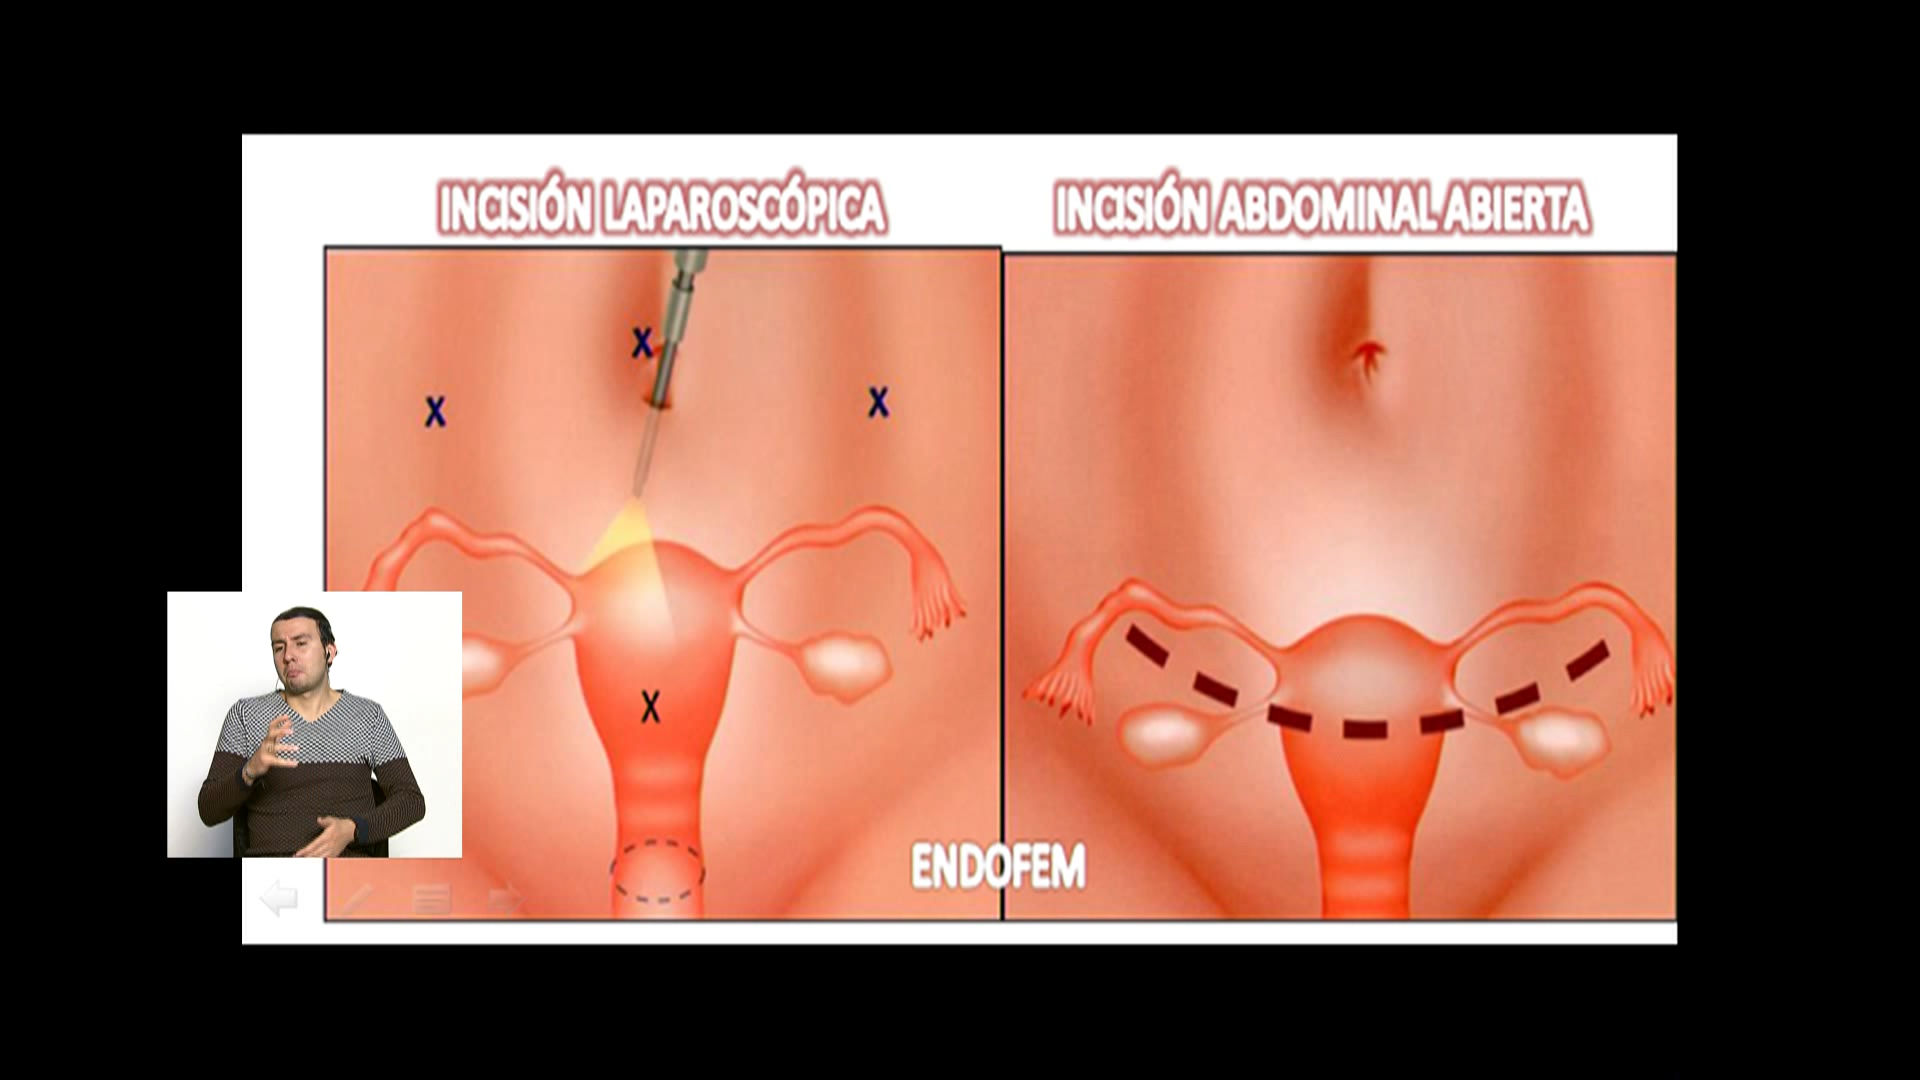 INCISIÓN LAPAROSCÓPICA
INCISIÓN ABDOMINAL ABIERTA
X
X
X
X
ENDOFEM